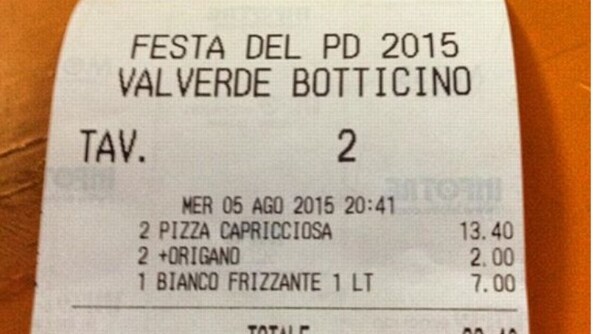 FESTA DEL PD 2015
VALVERDE BOTTICINO
TAV. 2
MER 05 AGO 2015 20:41
2 PIZZA CAPRICCIOSA 13.40
2 +ORIGANO 2.00
1 BIANCO FRIZZANTE 1 LT 7.00
TOTALE